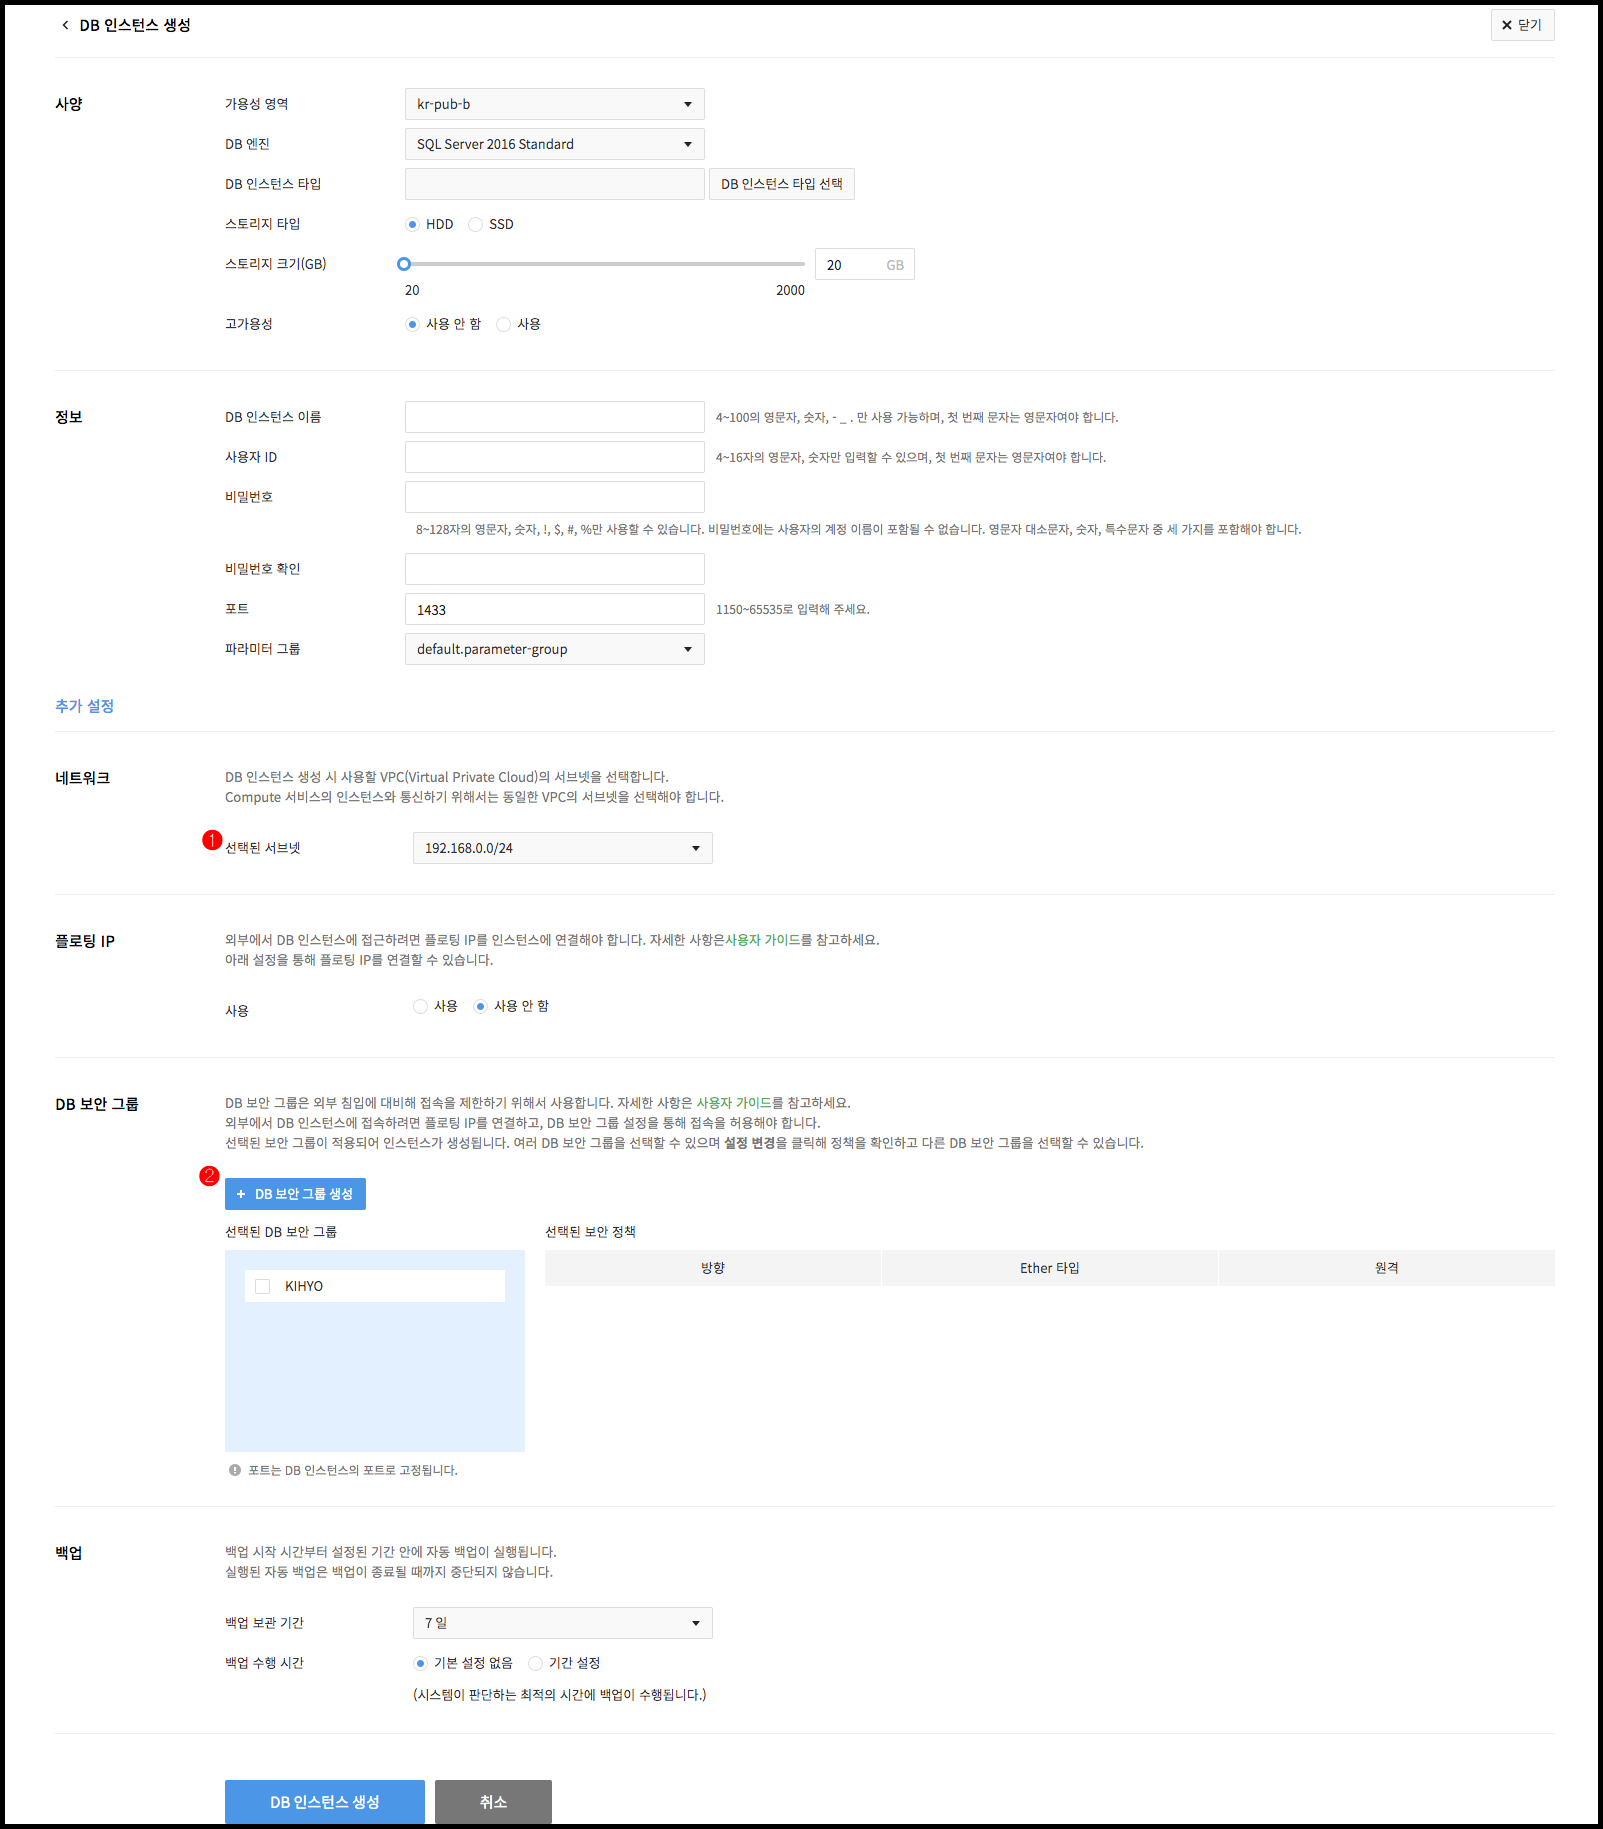 DB 인스턴스 생성
닫기
사양
가용성 영역
kr-pub-b
DB 엔진
SQL Server 2016 Standard
DB 인스턴스 타입
DB 인스턴스 타입 선택
스토리지 타입
HDD SSD
스토리지 크기(GB)
20 GB
20 2000
고가용성
사용 안 함 사용
정보
DB 인스턴스 이름
4~100의 영문자, 숫자, - _ . 만 사용 가능하며, 첫 번째 문자는 영문자여야 합니다.
사용자 ID
4~16자의 영문자, 숫자만 입력할 수 있으며, 첫 번째 문자는 영문자여야 합니다.
비밀번호
8~128자의 영문자, 숫자, !, $, #, %만 사용할 수 있습니다. 비밀번호에는 사용자의 계정 이름이 포함될 수 없습니다. 영문자 대소문자, 숫자, 특수문자 중 세 가지를 포함해야 합니다.
비밀번호 확인
포트
1433
1150~65535로 입력해 주세요.
파라미터 그룹
default.parameter-group
추가 설정
네트워크
DB 인스턴스 생성 시 사용할 VPC(Virtual Private Cloud)의 서브넷을 선택합니다.
Compute 서비스의 인스턴스와 통신하기 위해서는 동일한 VPC의 서브넷을 선택해야 합니다.
1
선택된 서브넷
192.168.0.0/24
플로팅 IP
외부에서 DB 인스턴스에 접근하려면 플로팅 IP를 인스턴스에 연결해야 합니다. 자세한 사항은사용자 가이드를 참고하세요.
아래 설정을 통해 플로팅 IP를 연결할 수 있습니다.
사용
사용 사용 안 함
DB 보안 그룹
DB 보안 그룹은 외부 침입에 대비해 접속을 제한하기 위해서 사용합니다. 자세한 사항은 사용자 가이드를 참고하세요.
외부에서 DB 인스턴스에 접속하려면 플로팅 IP를 연결하고, DB 보안 그룹 설정을 통해 접속을 허용해야 합니다.
선택된 보안 그룹이 적용되어 인스턴스가 생성됩니다. 여러 DB 보안 그룹을 선택할 수 있으며 설정 변경을 클릭해 정책을 확인하고 다른 DB 보안 그룹을 선택할 수 있습니다.
2
+ DB 보안 그룹 생성
선택된 DB 보안 그룹
선택된 보안 정책
방향 Ether 타입 원격
KIHYO
포트는 DB 인스턴스의 포트로 고정됩니다.
백업
백업 시작 시간부터 설정된 기간 안에 자동 백업이 실행됩니다.
실행된 자동 백업은 백업이 종료될 때까지 중단되지 않습니다.
백업 보관 기간
7 일
백업 수행 시간
기본 설정 없음 기간 설정
(시스템이 판단하는 최적의 시간에 백업이 수행됩니다.)
DB 인스턴스 생성
취소